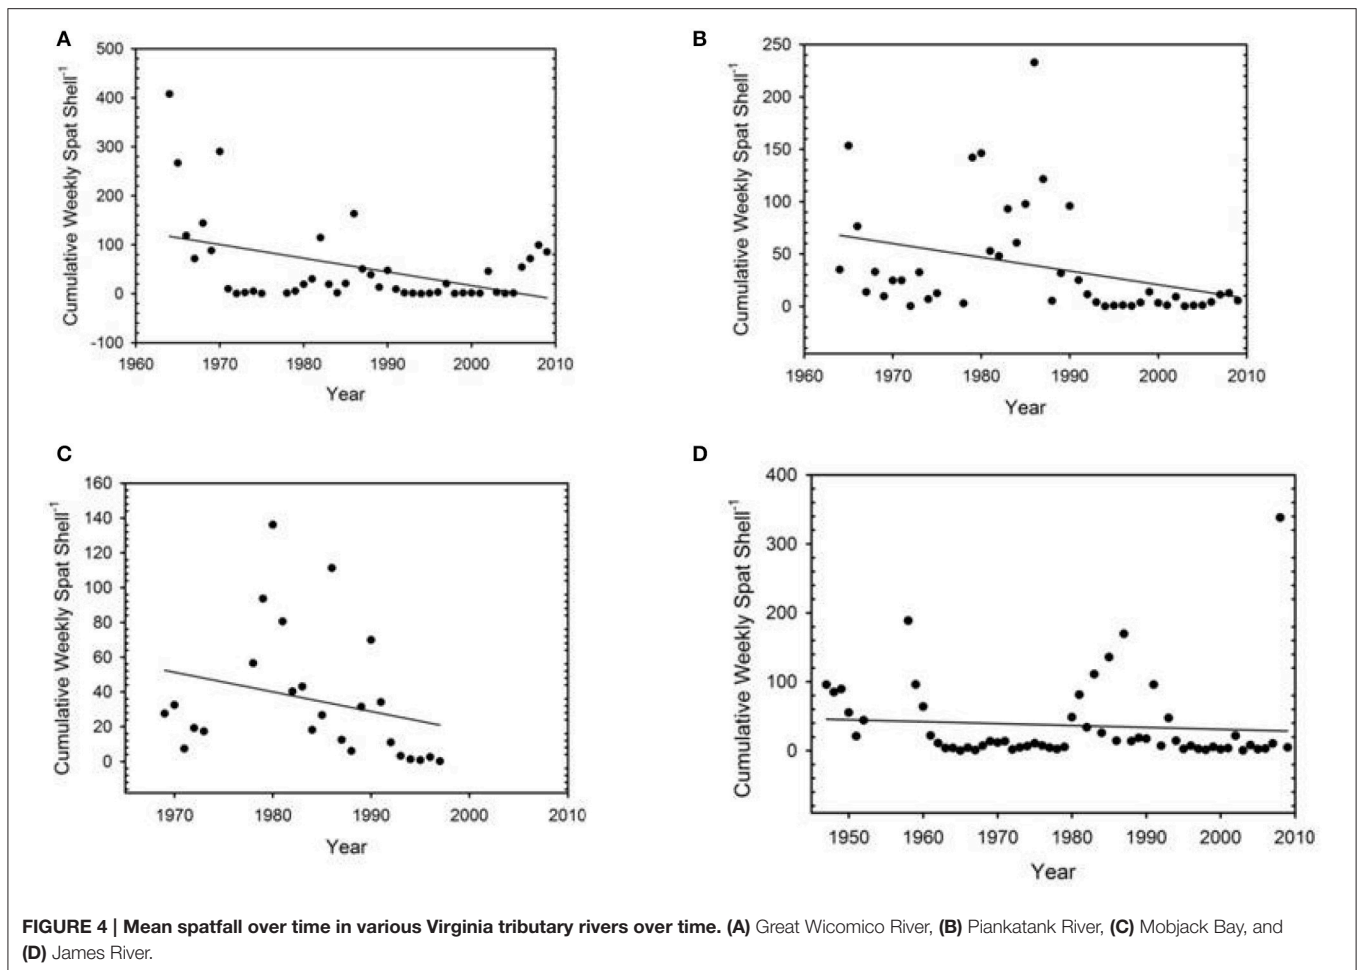 A
500
400
300
200
100
0
-100
1960 1970 1980 1990 2000 2010
Year
Cumulative Weekly Spat Shell⁻¹
B
250
200
150
100
50
0
1960 1970 1980 1990 2000 2010
Year
Cumulative Weekly Spat Shell⁻¹
C
160
140
120
100
80
60
40
20
0
1970 1980 1990 2000 2010
Year
Cumulative Weekly Spat Shell⁻¹
D
400
300
200
100
0
1950 1960 1970 1980 1990 2000 2010
Year
Cumulative Weekly Spat Shell⁻¹
FIGURE 4 | Mean spatfall over time in various Virginia tributary rivers over time. (A) Great Wicomico River, (B) Piankatank River, (C) Mobjack Bay, and
(D) James River.